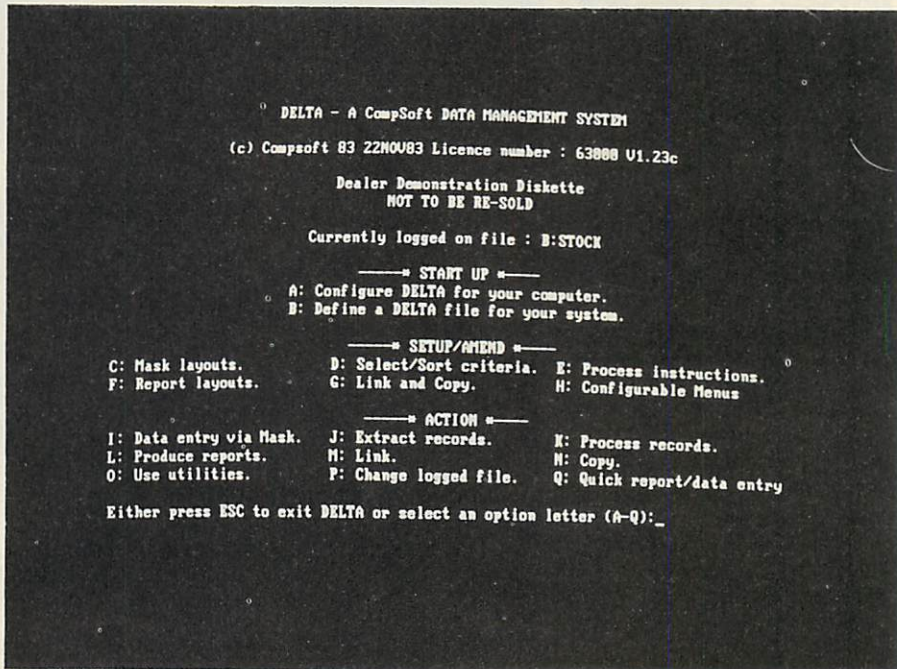 DELTA - A CompSoft DATA MANAGEMENT SYSTEM
(c) Compsoft 83 22NOV83 Licence number : 63000 V1.23c
Dealer Demonstration Diskette
NOT TO BE RE-SOLD
Currently logged on file : B:STOCK
* START UP *
A: Configure DELTA for your computer.
B: Define a DELTA file for your system.
* SETUP/AMEND *
C: Mask layouts. D: Select/Sort criteria. E: Process instructions.
F: Report layouts. G: Link and Copy. H: Configurable Menus
* ACTION *
I: Data entry via Mask. J: Extract records. K: Process records.
L: Produce reports. M: Link. N: Copy.
O: Use utilities. P: Change logged file. Q: Quick report/data entry
Either press ESC to exit DELTA or select an option letter (A-Q):_